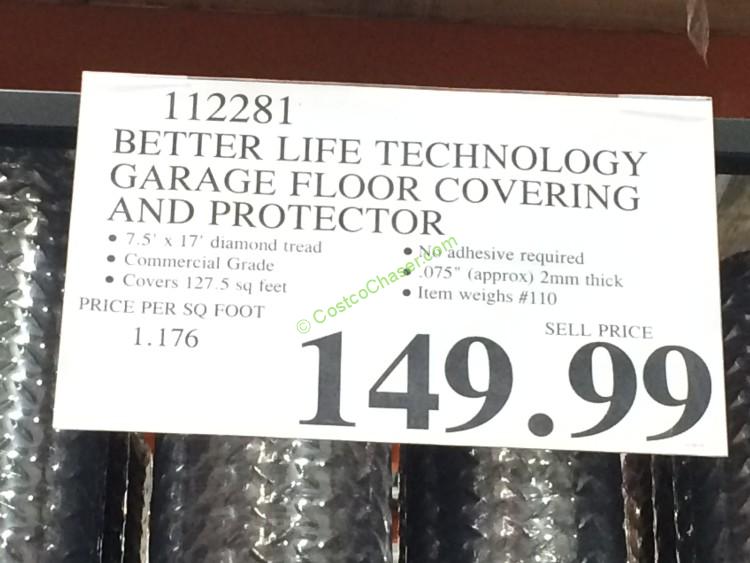 112281
BETTER LIFE TECHNOLOGY
GARAGE FLOOR COVERING
AND PROTECTOR
• 7.5' x 17' diamond tread
• Commercial Grade
• Covers 127.5 sq feet
• No adhesive required
• .075" (approx) 2mm thick
• Item weighs #110
PRICE PER SQ FOOT
1.176
SELL PRICE
149.99
© CostcoChaser.com